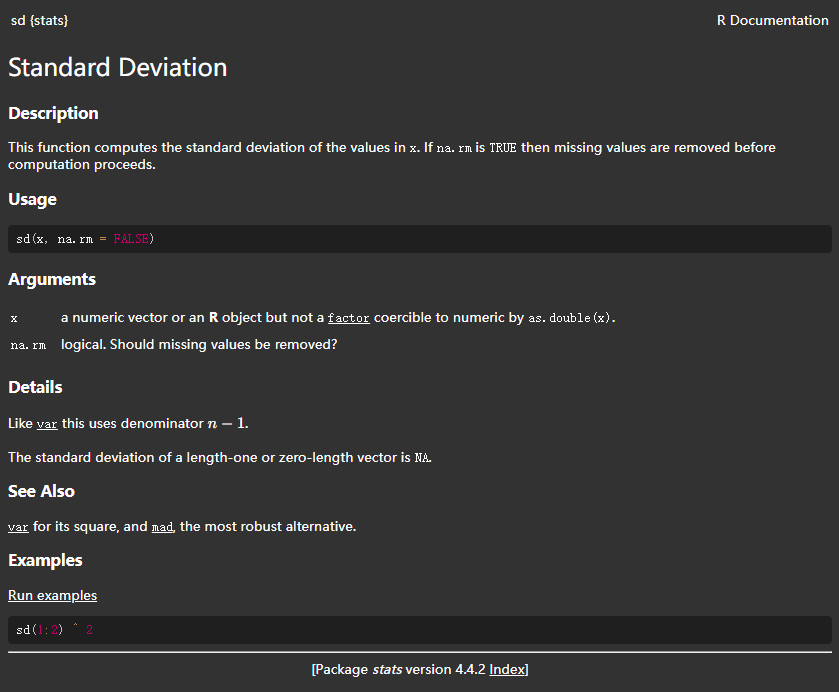 sd {stats} R Documentation
Standard Deviation
Description
This function computes the standard deviation of the values in x. If na.rm is TRUE then missing values are removed before
computation proceeds.
Usage
sd(x, na.rm = FALSE)
Arguments
x a numeric vector or an R object but not a factor coercible to numeric by as.double(x).
na.rm logical. Should missing values be removed?
Details
Like var this uses denominator n − 1.
The standard deviation of a length-one or zero-length vector is NA.
See Also
var for its square, and mad, the most robust alternative.
Examples
Run examples
sd(1:2) ^ 2
[Package stats version 4.4.2 Index]